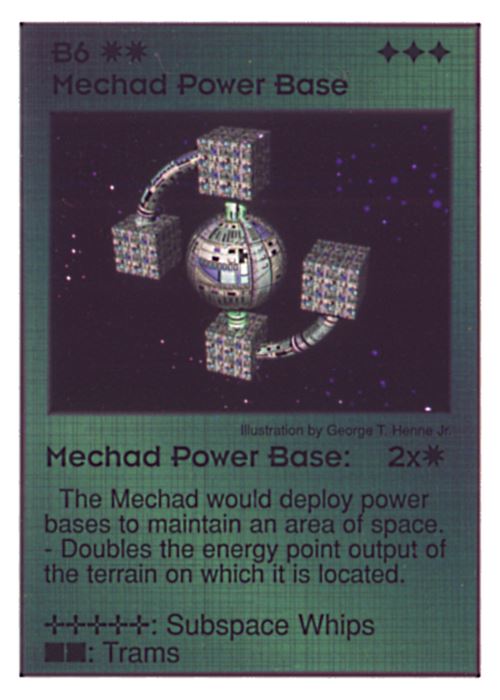 B6 ✷✷ ✦✦✦
Mechad Power Base
Illustration by George T. Henne Jr.
Mechad Power Base: 2x✷
The Mechad would deploy power
bases to maintain an area of space.
- Doubles the energy point output of
the terrain on which it is located.
✢✢✢✢✢: Subspace Whips
■■: Trams